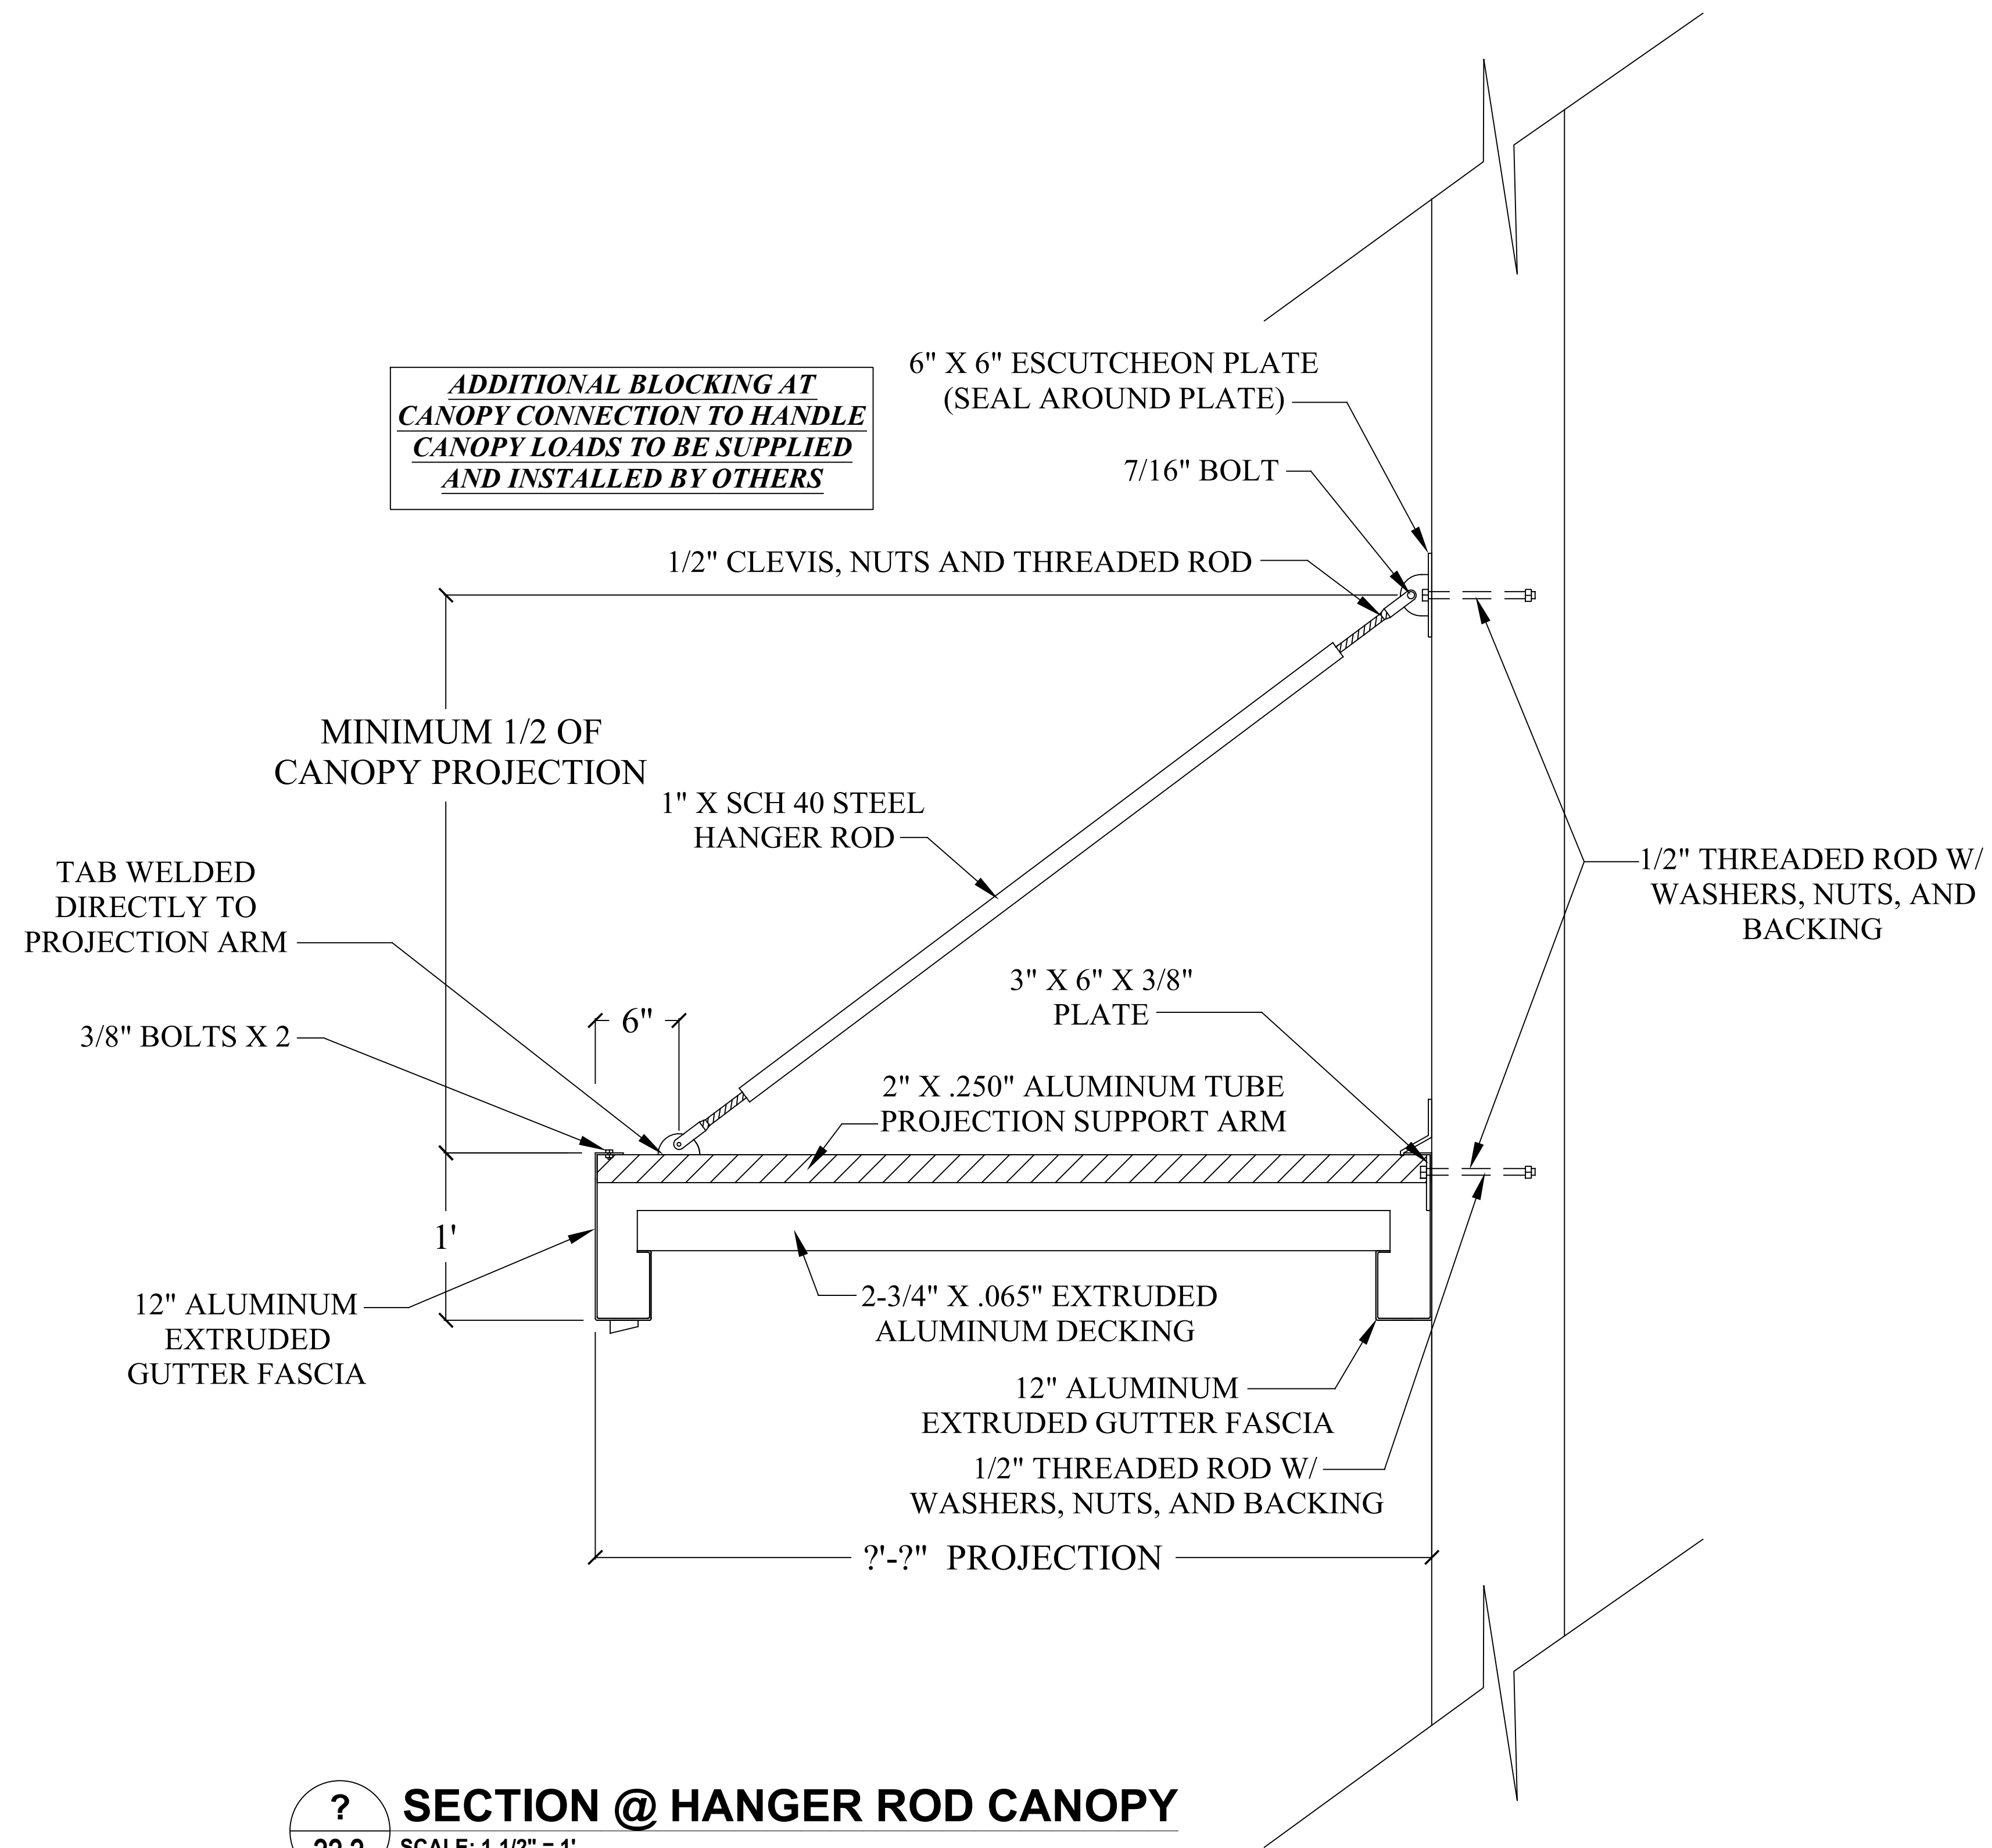 6" X 6" ESCUTCHEON PLATE
(SEAL AROUND PLATE)
ADDITIONAL BLOCKING AT
CANOPY CONNECTION TO HANDLE
CANOPY LOADS TO BE SUPPLIED
AND INSTALLED BY OTHERS
7/16" BOLT
1/2" CLEVIS, NUTS AND THREADED ROD
MINIMUM 1/2 OF
CANOPY PROJECTION
1" X SCH 40 STEEL
HANGER ROD
1/2" THREADED ROD W/
WASHERS, NUTS, AND
BACKING
TAB WELDED
DIRECTLY TO
PROJECTION ARM
3" X 6" X 3/8"
PLATE
6"
3/8" BOLTS X 2
2" X .250" ALUMINUM TUBE
PROJECTION SUPPORT ARM
1'
12" ALUMINUM
EXTRUDED
GUTTER FASCIA
2-3/4" X .065" EXTRUDED
ALUMINUM DECKING
12" ALUMINUM
EXTRUDED GUTTER FASCIA
1/2" THREADED ROD W/
WASHERS, NUTS, AND BACKING
?'-?" PROJECTION
?
SECTION @ HANGER ROD CANOPY
SCALE: 1 1/2" = 1'